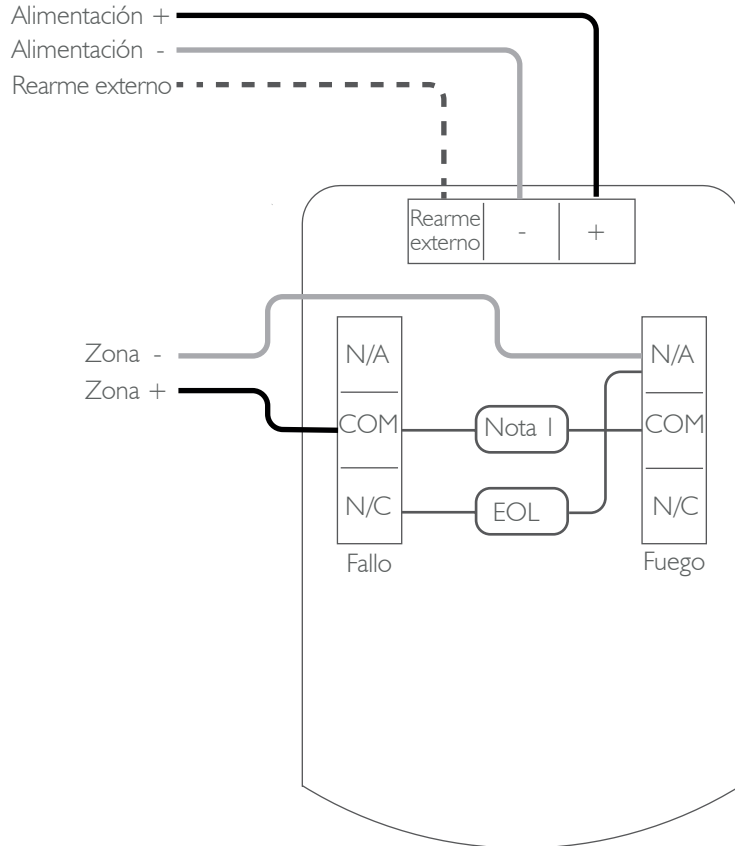 Alimentación +
Alimentación -
Rearme externo
Rearme
externo
-
+
Zona -
Zona +
N/A
COM
N/C
Fallo
Nota 1
EOL
N/A
COM
N/C
Fuego